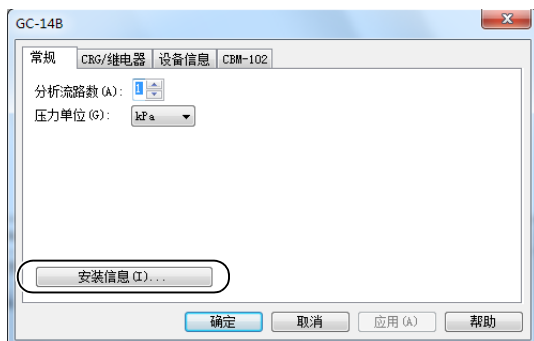 GC-14B
常规 CRG/继电器 设备信息 CBM-102
分析流路数(A): 1
压力单位(G): kPa
安装信息(I)...
确定 取消 应用(A) 帮助